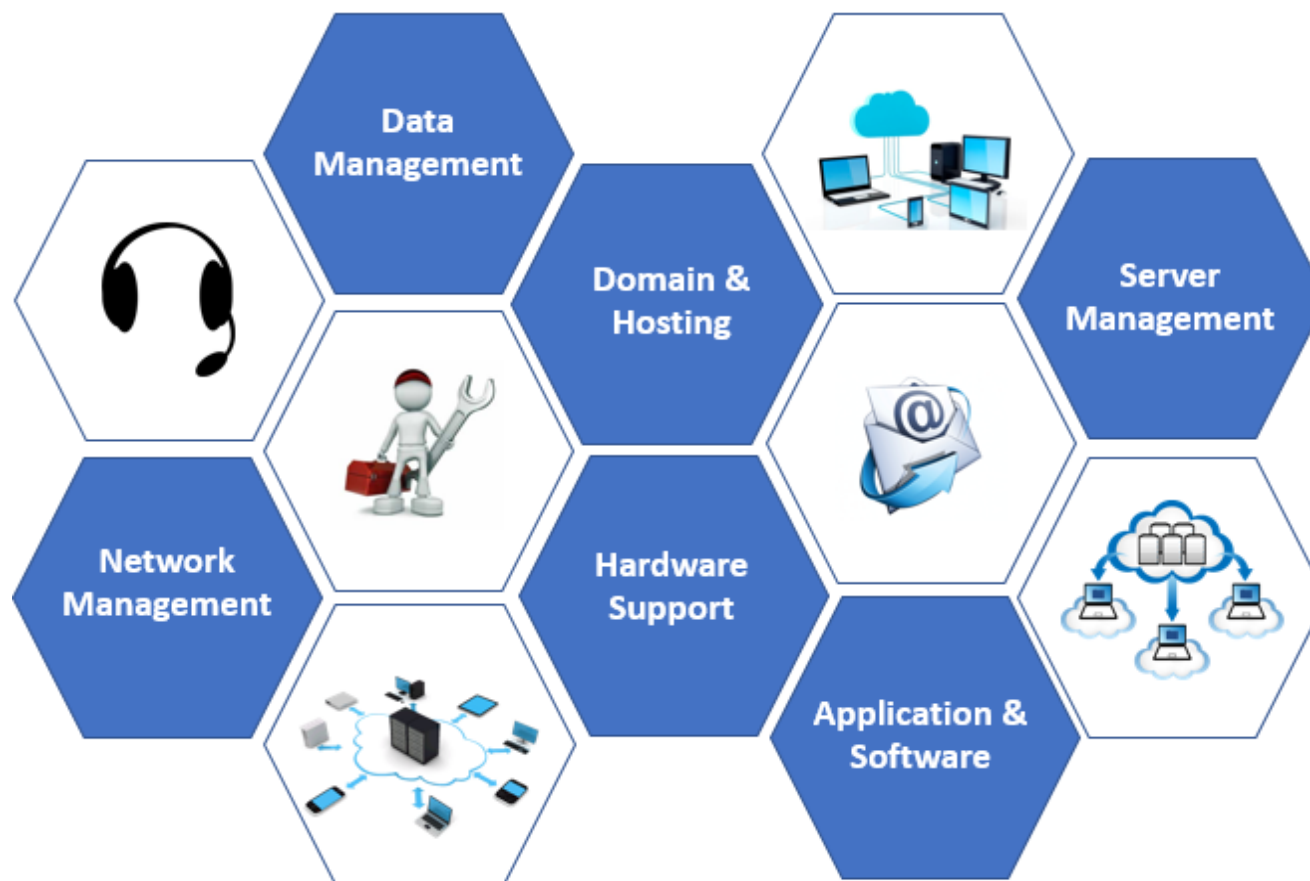 Data
Management
Domain &
Hosting
Server
Management
Network
Management
Hardware
Support
Application &
Software
@